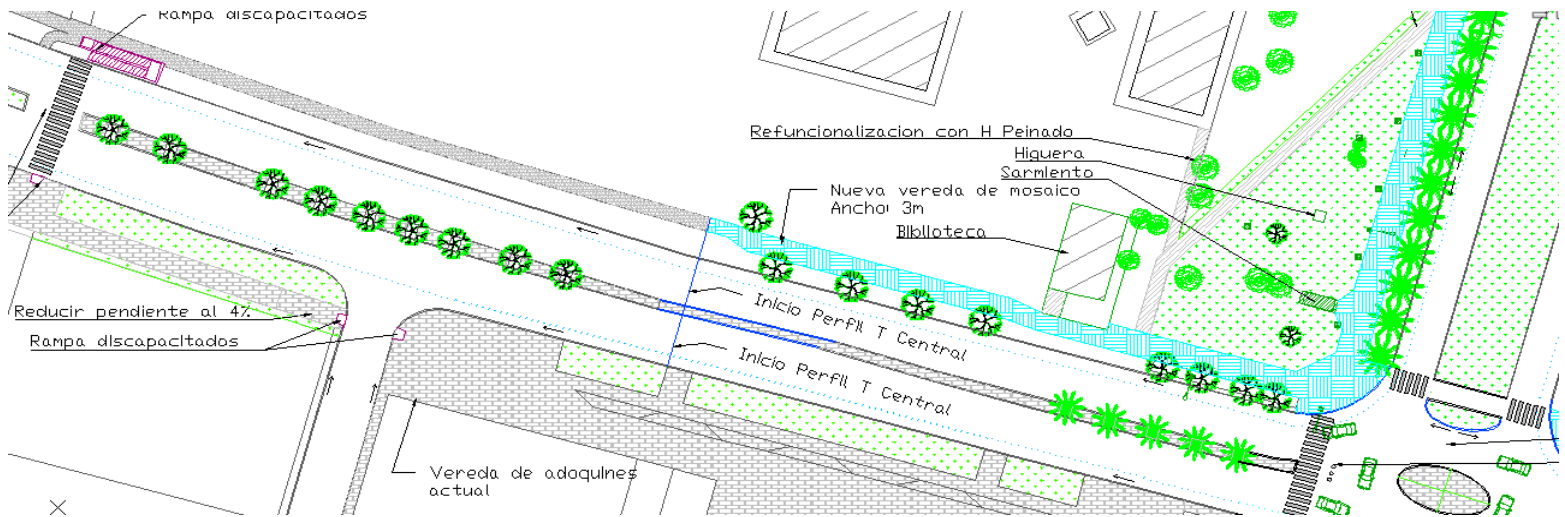 Rampa discapacitados
Refuncionalizacion con H Peinado
Higuera
Sarmiento
Nueva vereda de mosaico
Ancho: 3m
Biblioteca
Inicio Perfil T Central
Reducir pendiente al 4%
Rampa discapacitados
Inicio Perfil T Central
Vereda de adoquines
actual